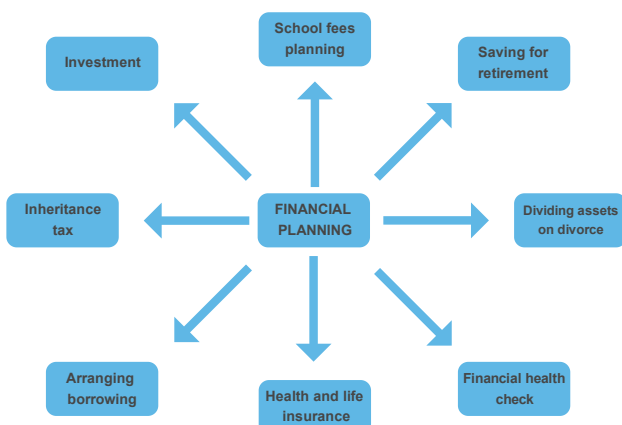 School fees
planning
Investment
Saving for
retirement
Inheritance
tax
FINANCIAL
PLANNING
Dividing assets
on divorce
Arranging
borrowing
Health and life
insurance
Financial health
check